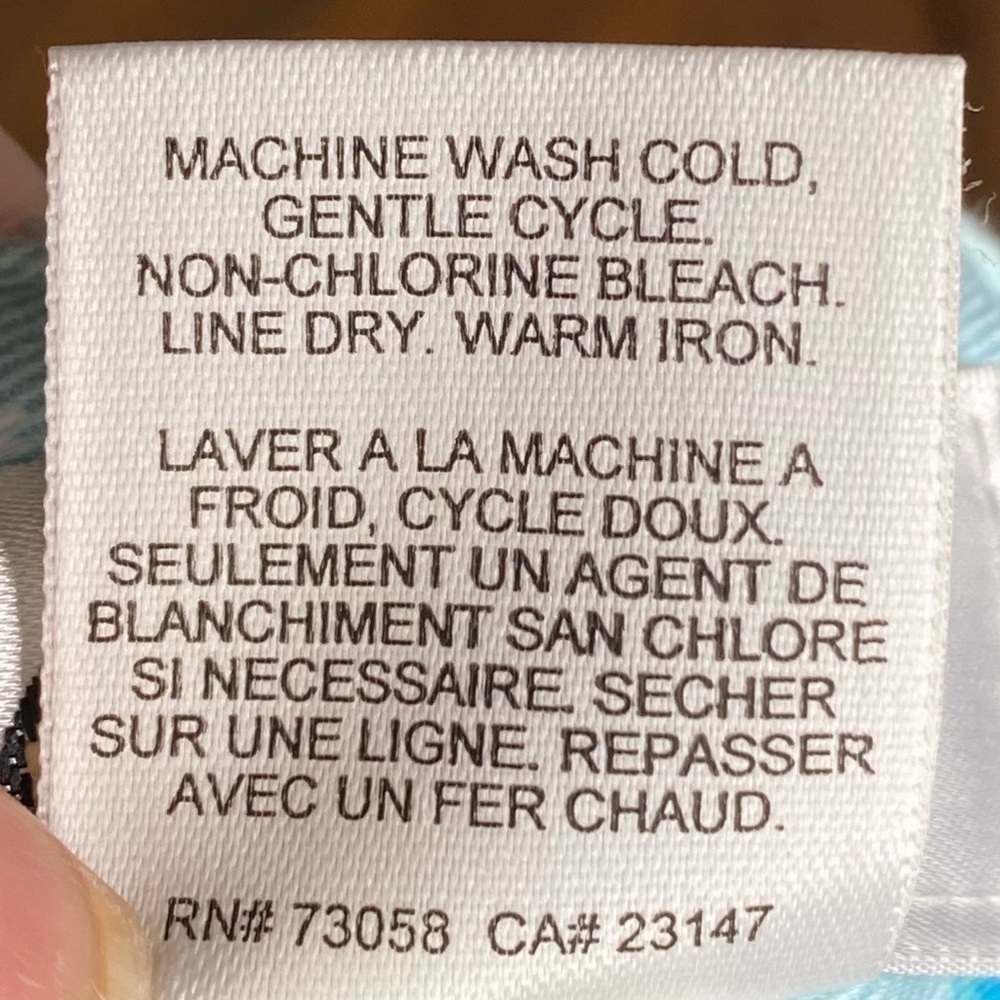 MACHINE WASH COLD,
GENTLE CYCLE.
NON-CHLORINE BLEACH.
LINE DRY. WARM IRON.
LAVER A LA MACHINE A
FROID, CYCLE DOUX.
SEULEMENT UN AGENT DE
BLANCHIMENT SAN CHLORE
SI NECESSAIRE. SECHER
SUR UNE LIGNE. REPASSER
AVEC UN FER CHAUD.
RN# 73058 CA# 23147